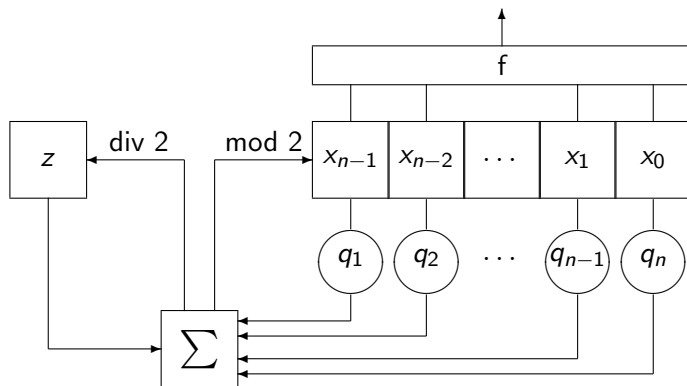 f
z div 2 mod 2 x_{n−1} x_{n−2} ··· x_1 x_0
q_1 q_2 ··· q_{n−1} q_n
∑